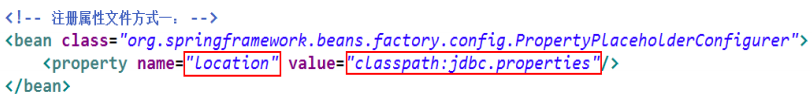 <!-- 注册属性文件方式一：-->
<bean class="org.springframework.beans.factory.config.PropertyPlaceholderConfigurer">
<property name="location" value="classpath:jdbc.properties"/>
</bean>